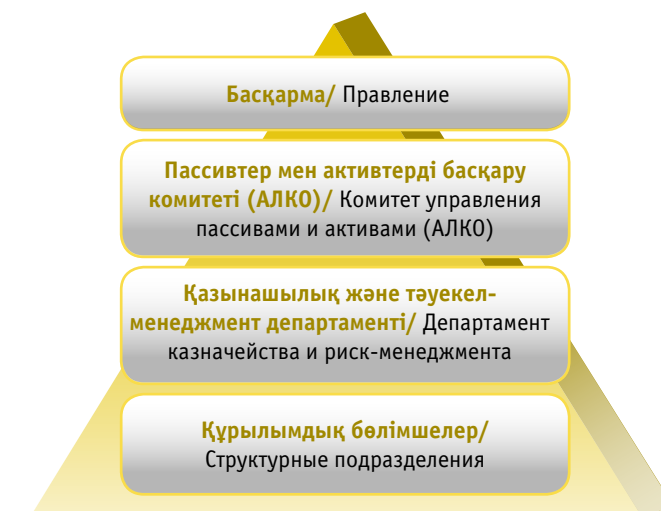 Басқарма/ Правление
Пассивтер мен активтерді басқару
комитеті (АЛКО)/ Комитет управления
пассивами и активами (АЛКО)
Қазынашылық және тәуекел-
менеджмент департаменті/ Департамент
казначейства и риск-менеджмента
Құрылымдық бөлімшелер/
Структурные подразделения